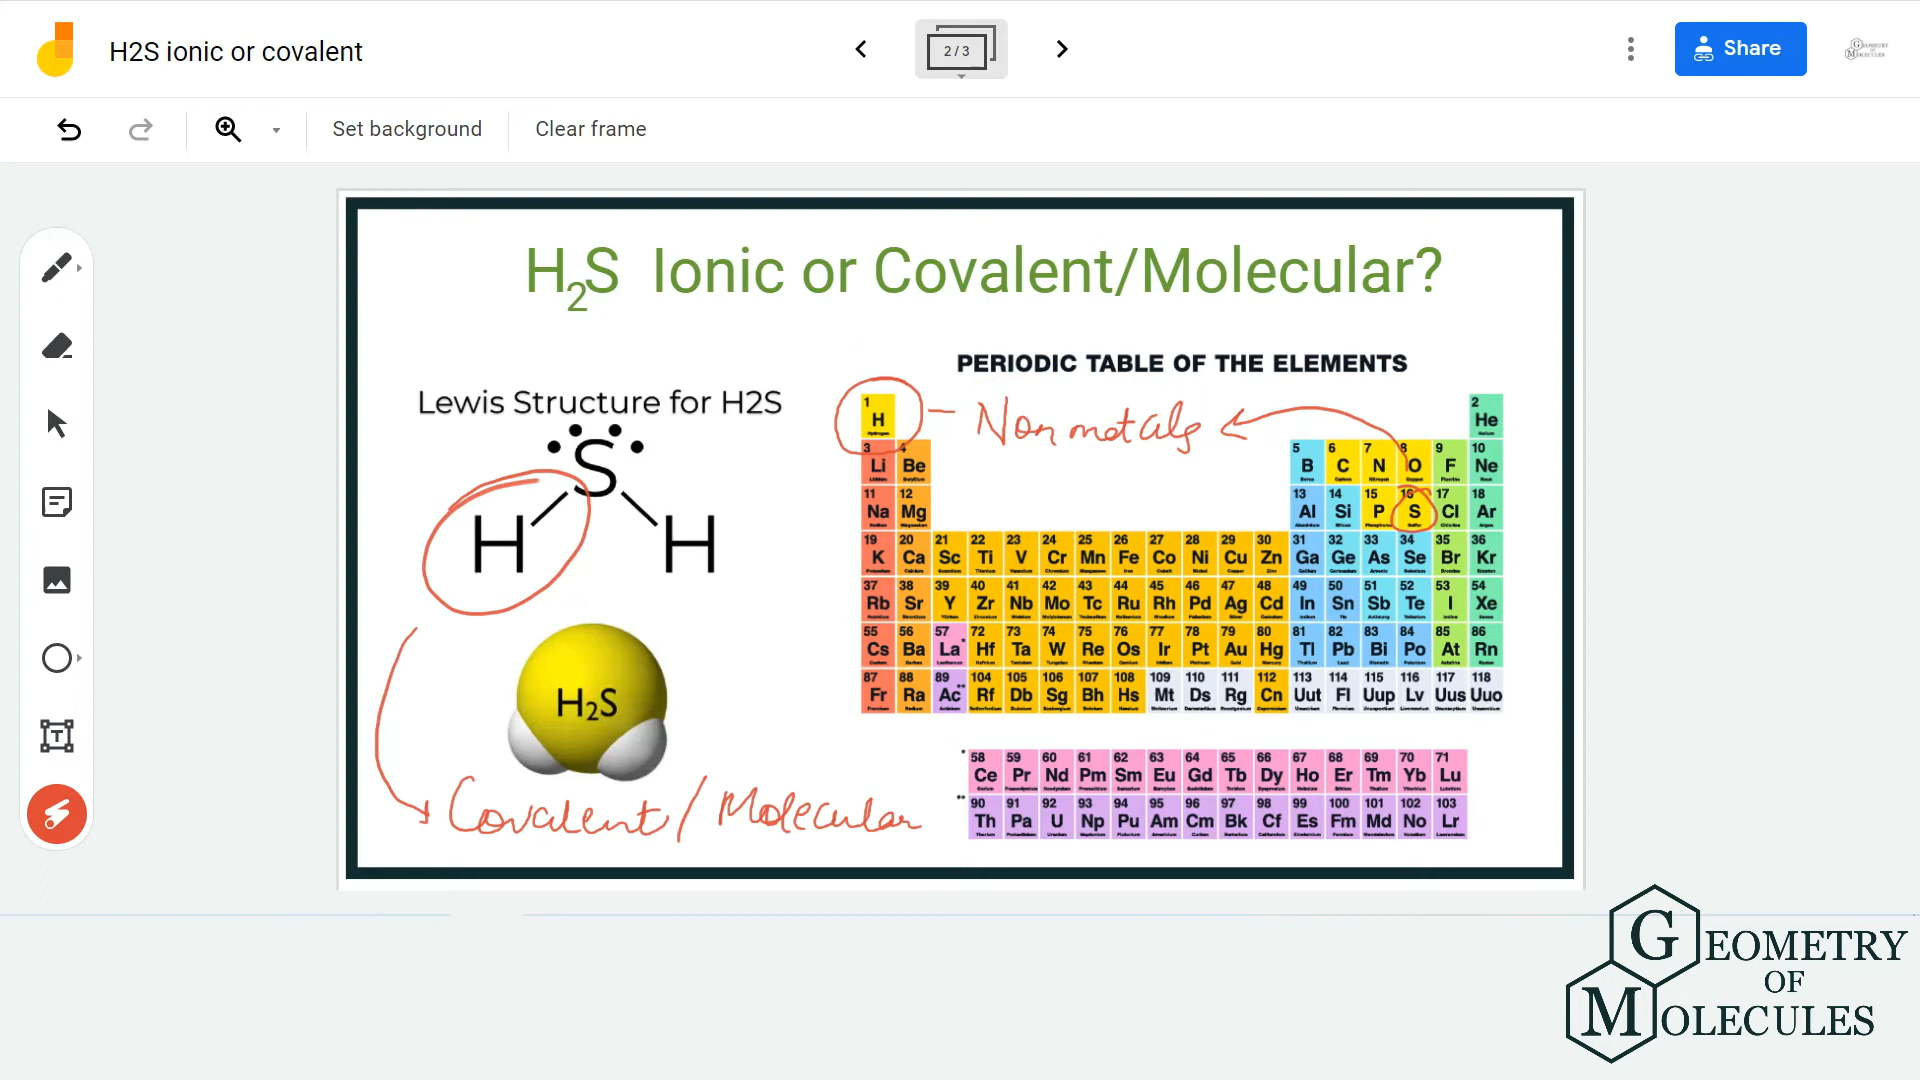 H2S ionic or covalent
2 / 3
Share
GEOMETRY OF MOLECULES
Set background
Clear frame
H₂S Ionic or Covalent/Molecular?
PERIODIC TABLE OF THE ELEMENTS
Lewis Structure for H2S
S
H H
Non metals
1 2
H He
3 4 5 6 7 8 9 10
Li Be B C N O F Ne
11 12 13 14 15 16 17 18
Na Mg Al Si P S Cl Ar
19 20 21 22 23 24 25 26 27 28 29 30 31 32 33 34 35 36
K Ca Sc Ti V Cr Mn Fe Co Ni Cu Zn Ga Ge As Se Br Kr
37 38 39 40 41 42 43 44 45 46 47 48 49 50 51 52 53 54
Rb Sr Y Zr Nb Mo Tc Ru Rh Pd Ag Cd In Sn Sb Te I Xe
55 56 57 72 73 74 75 76 77 78 79 80 81 82 83 84 85 86
Cs Ba La* Hf Ta W Re Os Ir Pt Au Hg Tl Pb Bi Po At Rn
87 88 89 104 105 106 107 108 109 110 111 112 113 114 115 116 117 118
Fr Ra Ac** Rf Db Sg Bh Hs Mt Ds Rg Cn Uut Fl Uup Lv Uus Uuo
* 58 59 60 61 62 63 64 65 66 67 68 69 70 71
Ce Pr Nd Pm Sm Eu Gd Tb Dy Ho Er Tm Yb Lu
** 90 91 92 93 94 95 96 97 98 99 100 101 102 103
Th Pa U Np Pu Am Cm Bk Cf Es Fm Md No Lr
H₂S
Covalent / Molecular
GEOMETRY
OF
MOLECULES